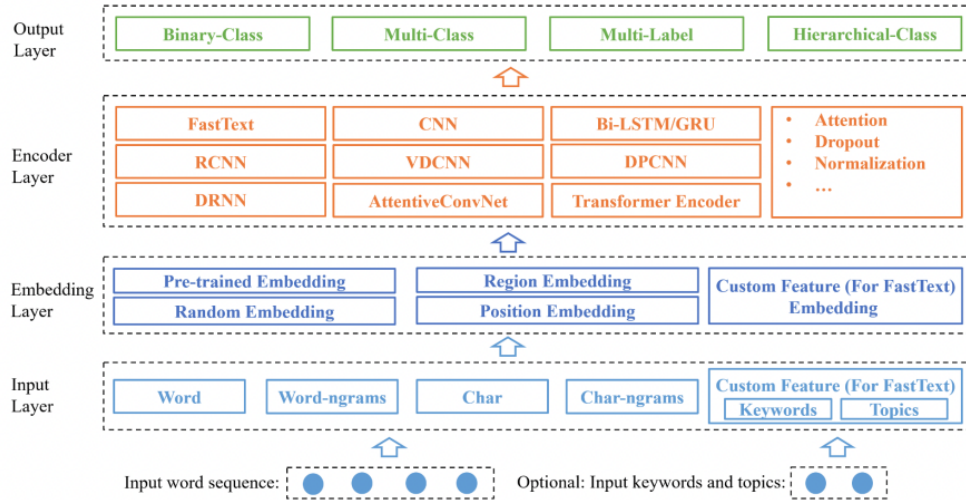 Output
Layer
Binary-Class
Multi-Class
Multi-Label
Hierarchical-Class
Encoder
Layer
FastText
CNN
Bi-LSTM/GRU
RCNN
VDCNN
DPCNN
DRNN
AttentiveConvNet
Transformer Encoder
• Attention
• Dropout
• Normalization
• ...
Embedding
Layer
Pre-trained Embedding
Region Embedding
Random Embedding
Position Embedding
Custom Feature (For FastText)
Embedding
Input
Layer
Word
Word-ngrams
Char
Char-ngrams
Custom Feature (For FastText)
Keywords
Topics
Input word sequence:
Optional: Input keywords and topics: